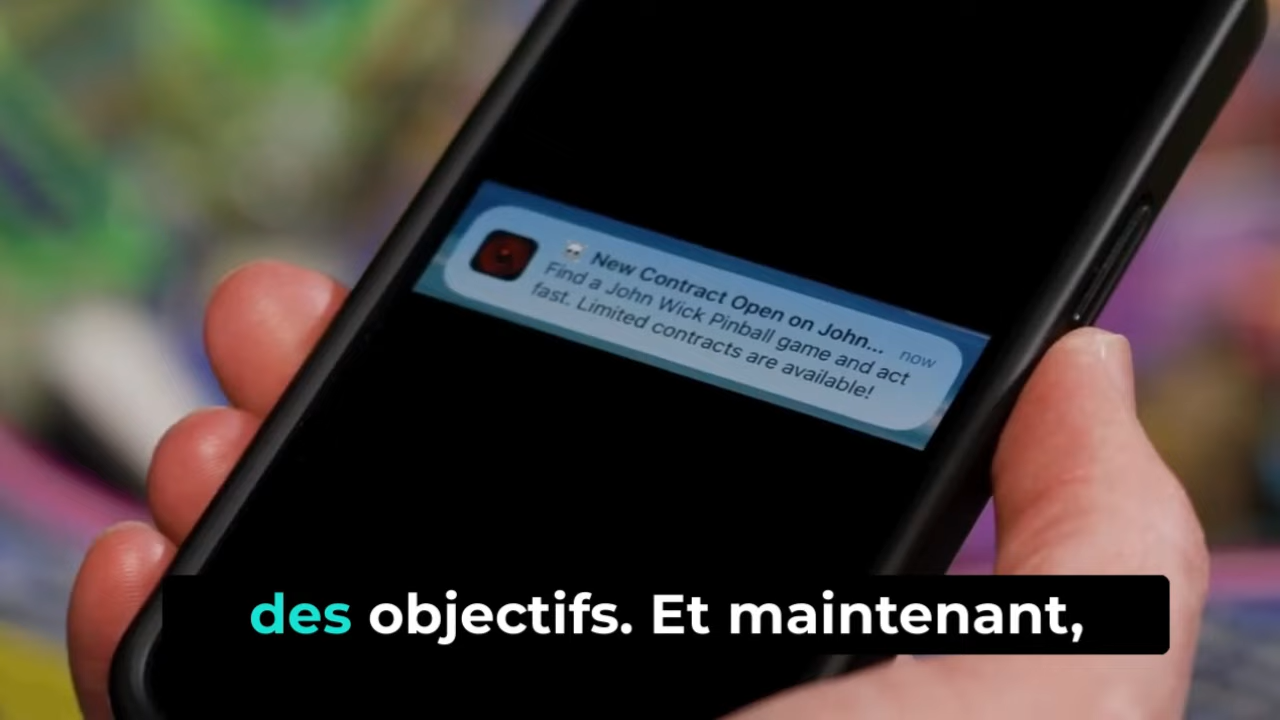 ☠️ New Contract Open on John... now
Find a John Wick Pinball game and act
fast. Limited contracts are available!
des objectifs. Et maintenant,